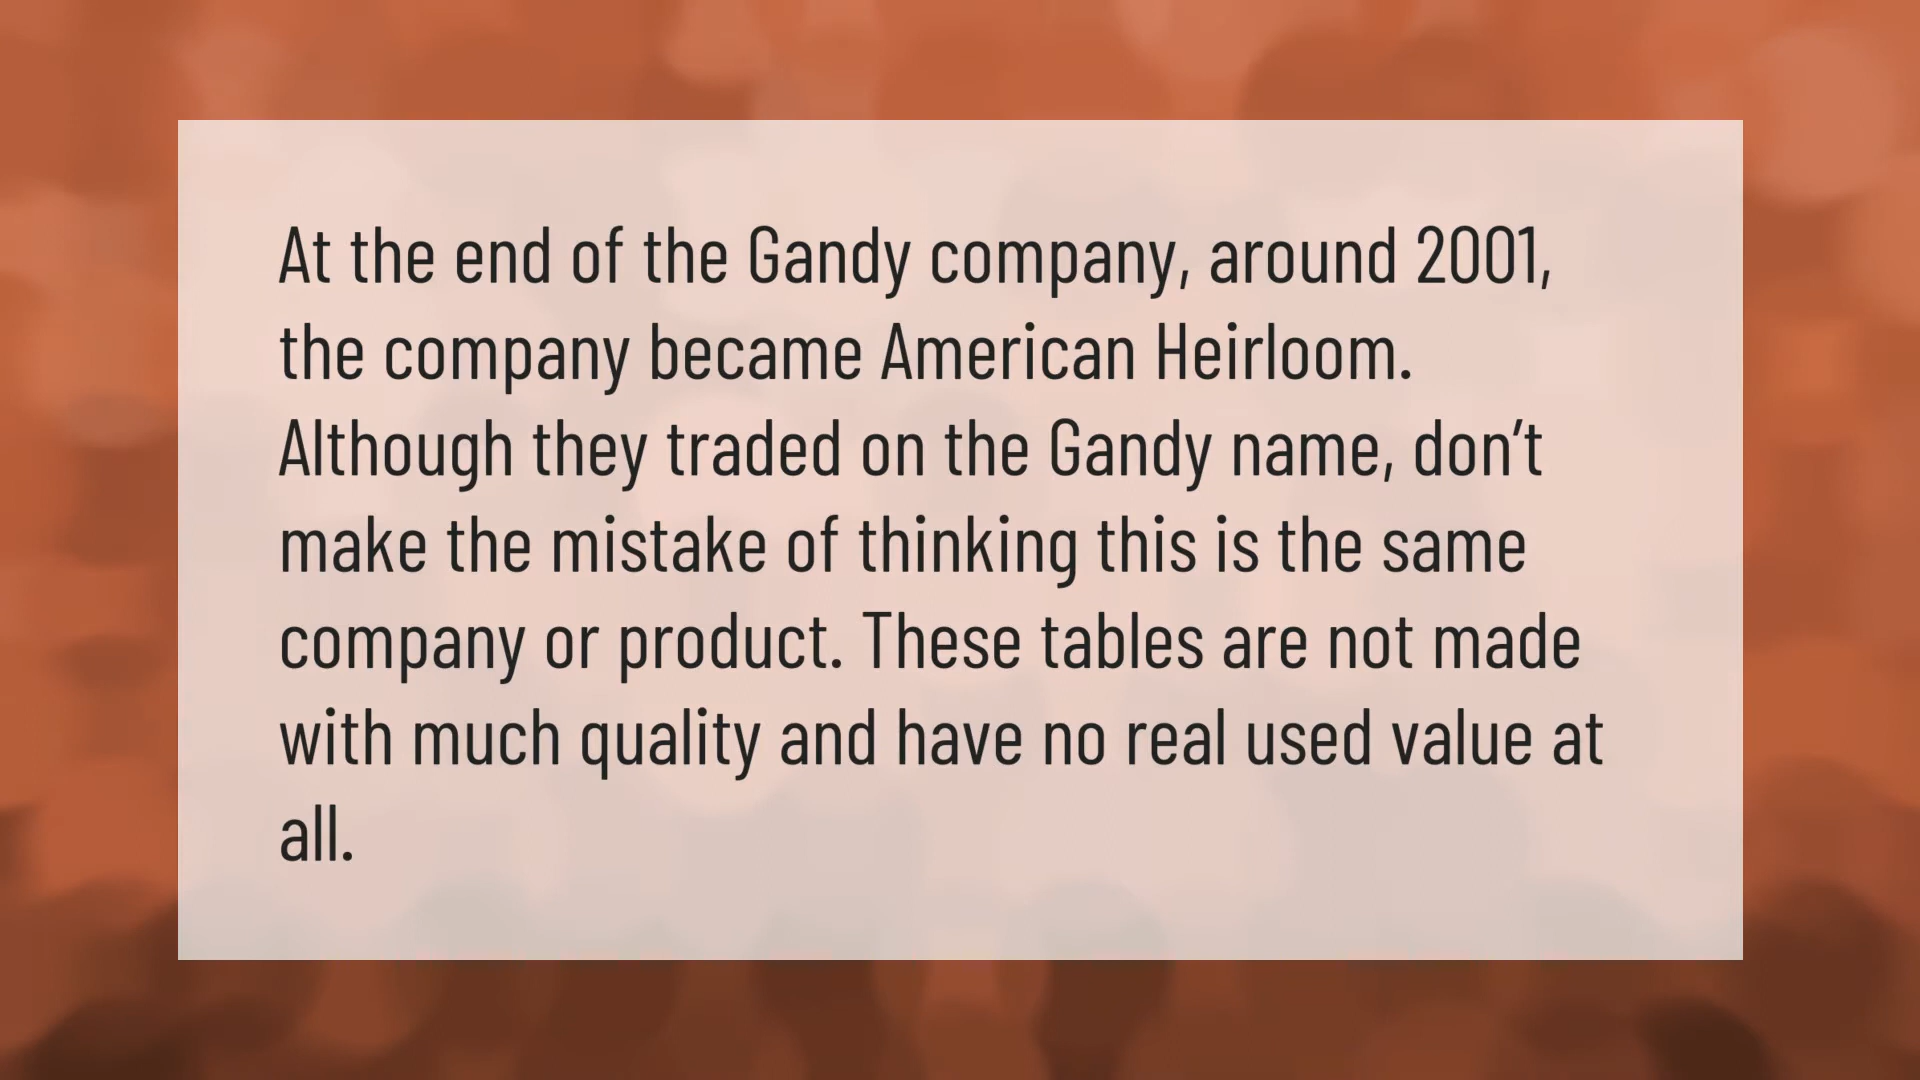 At the end of the Gandy company, around 2001,
the company became American Heirloom.
Although they traded on the Gandy name, don’t
make the mistake of thinking this is the same
company or product. These tables are not made
with much quality and have no real used value at
all.